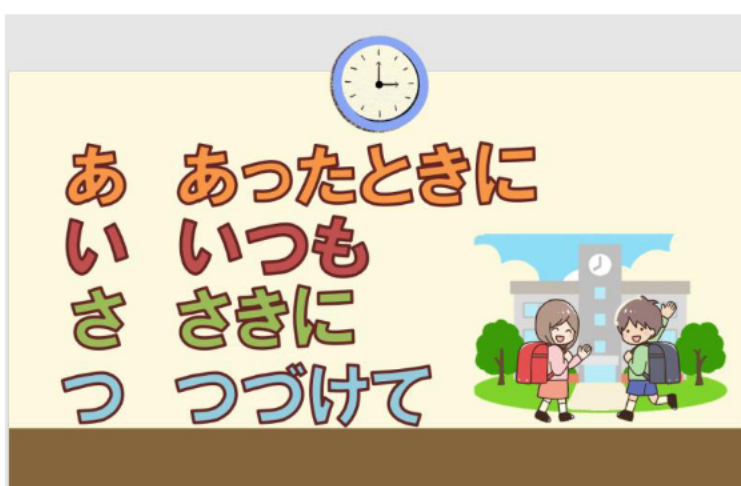 あ あったときに
い いつも
さ さきに
つ つづけて